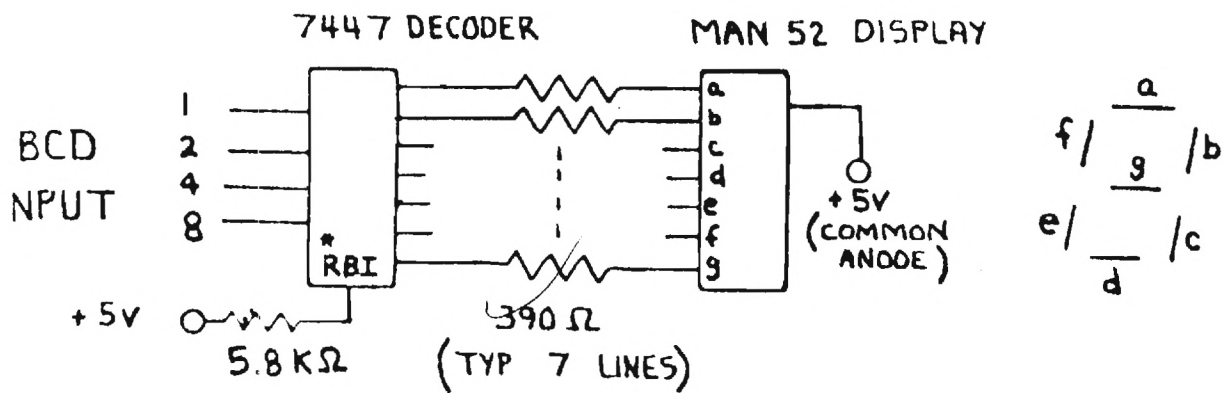 7447 DECODER
MAN 52 DISPLAY
BCD
NPUT
1
2
4
8
*
RBI
+ 5V
5.8 KΩ
390 Ω
(TYP 7 LINES)
a
b
c
d
e
f
g
+ 5V
(COMMON
ANODE)
a
f
b
g
e
c
d